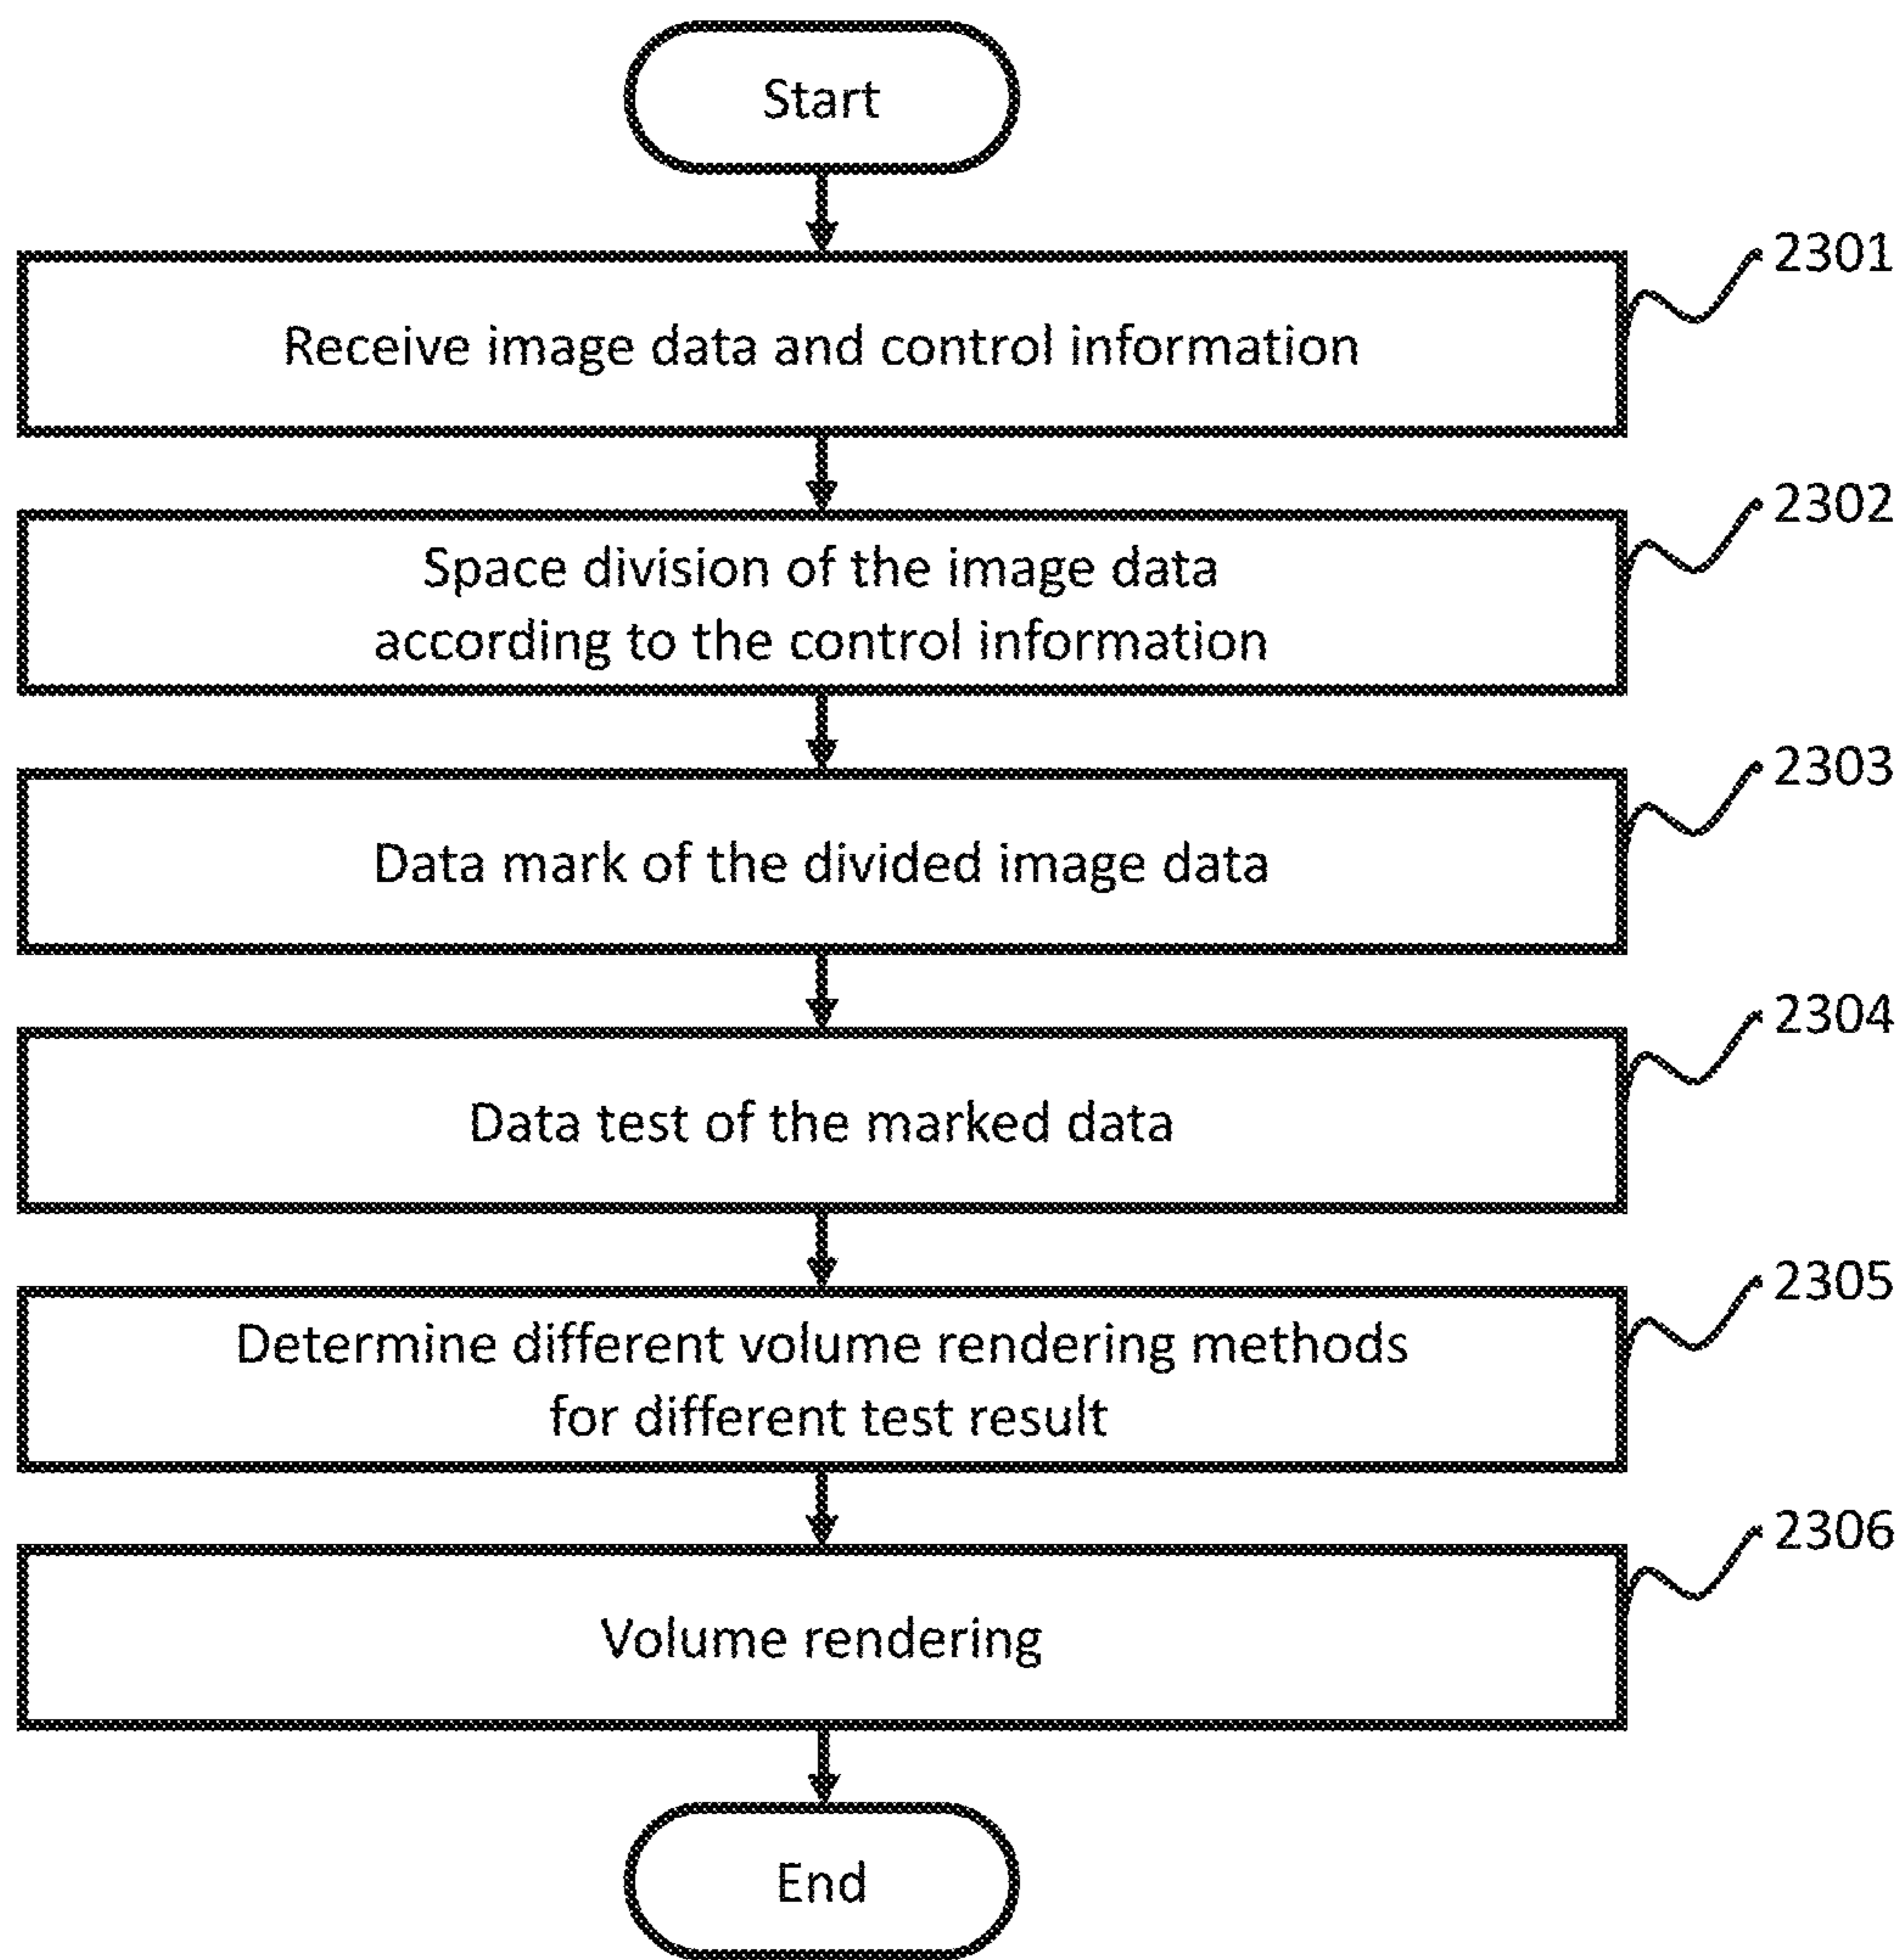 Start
2301
Receive image data and control information
2302
Space division of the image data
according to the control information
2303
Data mark of the divided image data
2304
Data test of the marked data
2305
Determine different volume rendering methods
for different test result
2306
Volume rendering
End